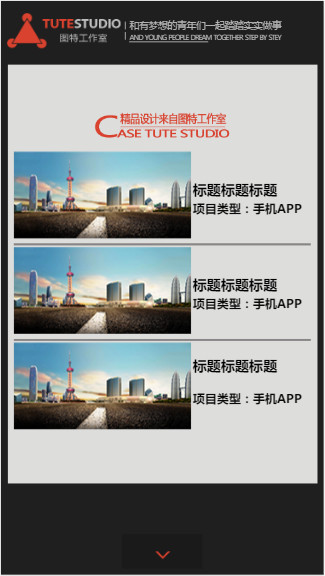 TUTESTUDIO
图特工作室
和有梦想的青年们一起踏踏实实做事
AND YOUNG PEOPLE DREAM TOGETHER STEP BY STEY
精品设计来自图特工作室
CASE TUTE STUDIO
标题标题标题
项目类型：手机APP
标题标题标题
项目类型：手机APP
标题标题标题
项目类型：手机APP